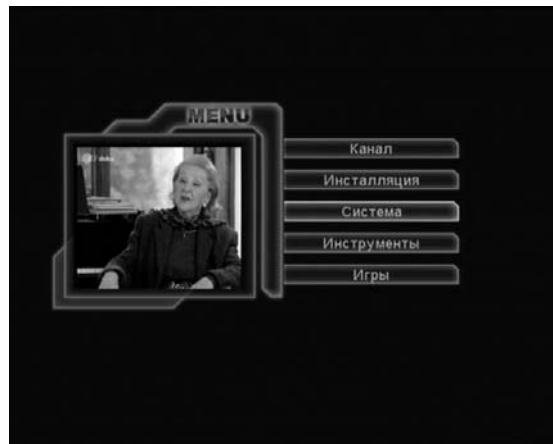 MENU
Канал
Инсталляция
Система
Инструменты
Игры